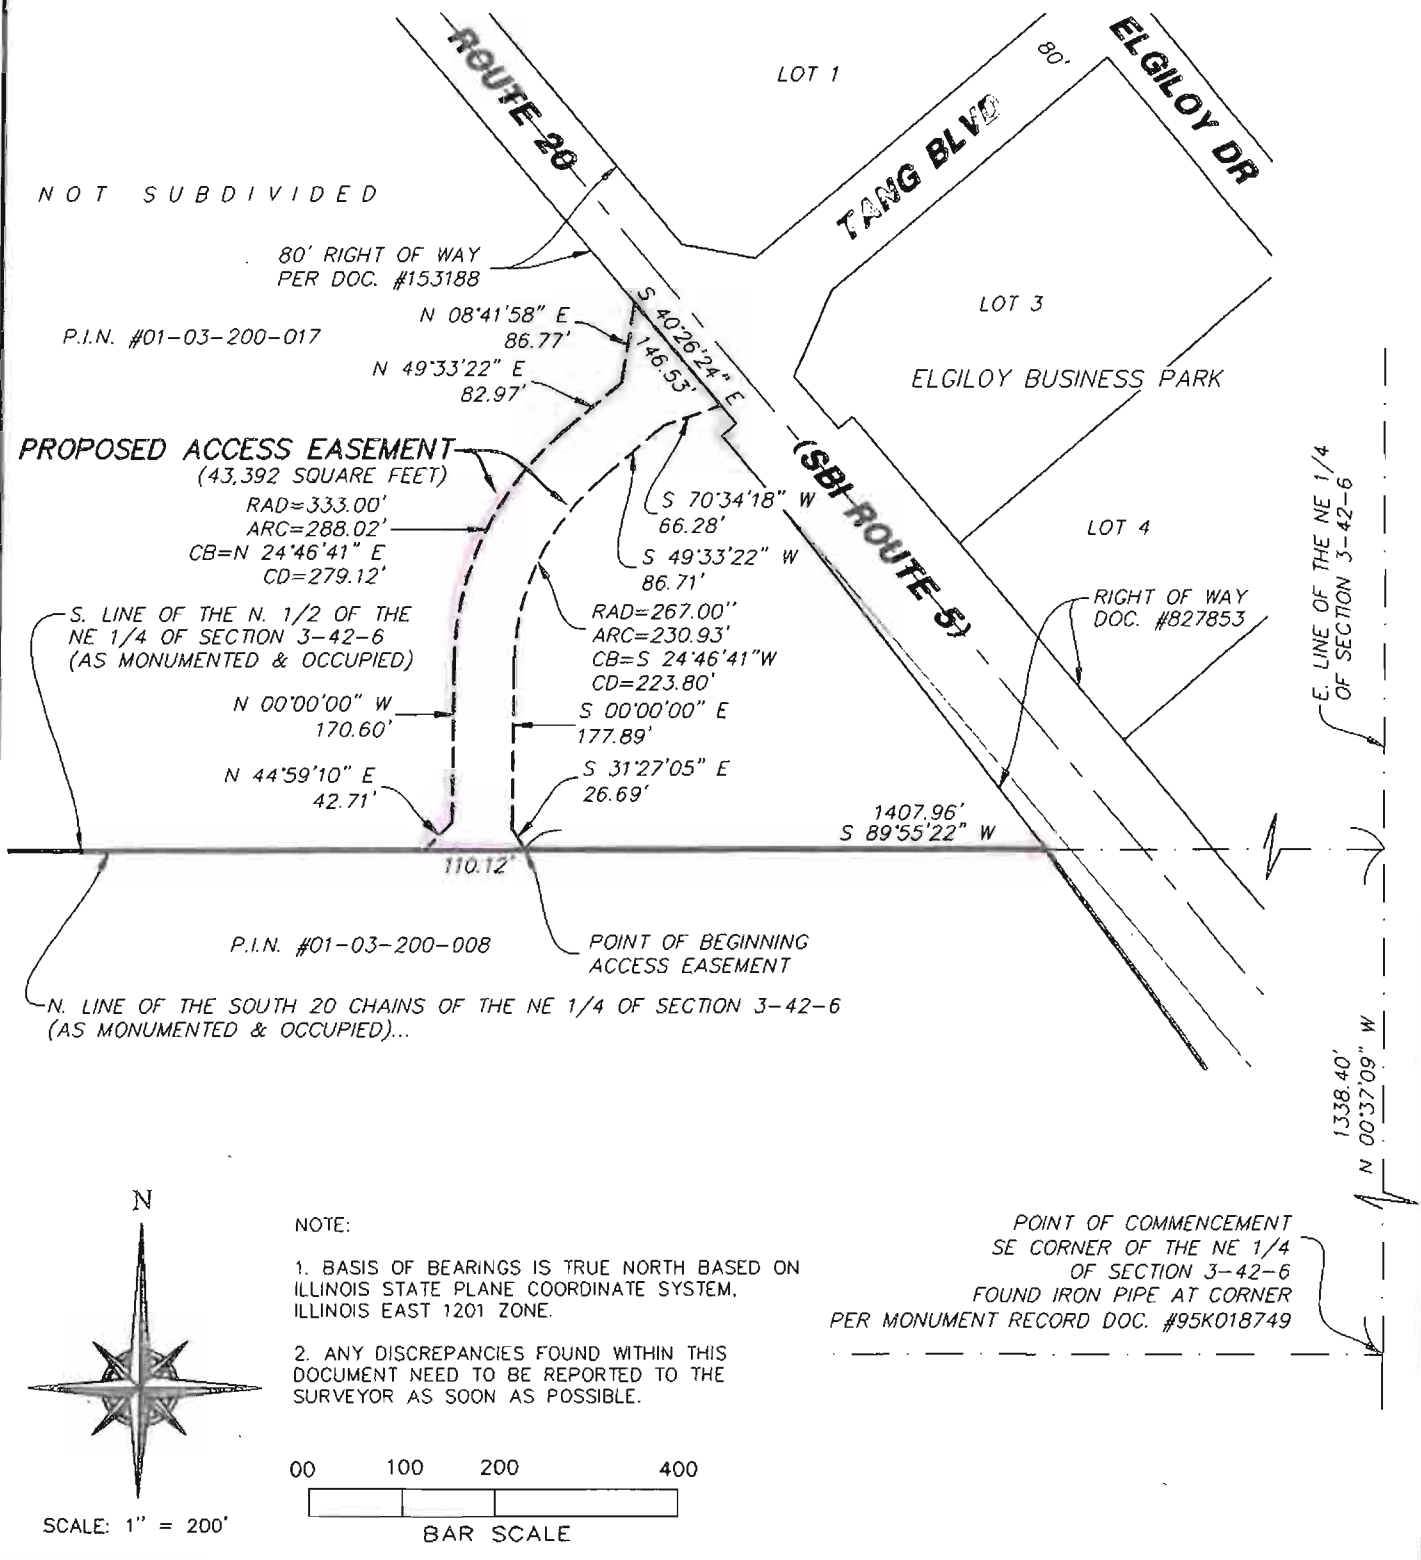 ROUTE 20
LOT 1
80'
ELGILOY DR
TANG BLVD
NOT SUBDIVIDED
80' RIGHT OF WAY
PER DOC. #153188
LOT 3
P.I.N. #01-03-200-017
N 08°41'58" E
86.77'
S 40°26'24" E
146.53'
N 49°33'22" E
82.97'
ELGILOY BUSINESS PARK
PROPOSED ACCESS EASEMENT
(43,392 SQUARE FEET)
RAD=333.00'
ARC=288.02'
CB=N 24°46'41" E
CD=279.12'
(SBI ROUTE 5)
S 70°34'18" W
66.28'
S 49°33'22" W
86.71'
LOT 4
E. LINE OF THE NE 1/4
OF SECTION 3-42-6
RAD=267.00"
ARC=230.93'
CB=S 24°46'41"W
CD=223.80'
RIGHT OF WAY
DOC. #827853
S. LINE OF THE N. 1/2 OF THE
NE 1/4 OF SECTION 3-42-6
(AS MONUMENTED & OCCUPIED)
N 00°00'00" W
170.60'
S 00°00'00" E
177.89'
N 44°59'10" E
42.71'
S 31°27'05" E
26.69'
1407.96'
S 89°55'22" W
110.12'
P.I.N. #01-03-200-008
POINT OF BEGINNING
ACCESS EASEMENT
N. LINE OF THE SOUTH 20 CHAINS OF THE NE 1/4 OF SECTION 3-42-6
(AS MONUMENTED & OCCUPIED)...
1338.40'
N 00°37'09" W
N
NOTE:
1. BASIS OF BEARINGS IS TRUE NORTH BASED ON
ILLINOIS STATE PLANE COORDINATE SYSTEM,
ILLINOIS EAST 1201 ZONE.
2. ANY DISCREPANCIES FOUND WITHIN THIS
DOCUMENT NEED TO BE REPORTED TO THE
SURVEYOR AS SOON AS POSSIBLE.
POINT OF COMMENCEMENT
SE CORNER OF THE NE 1/4
OF SECTION 3-42-6
FOUND IRON PIPE AT CORNER
PER MONUMENT RECORD DOC. #95K018749
00 100 200 400
BAR SCALE
SCALE: 1" = 200'